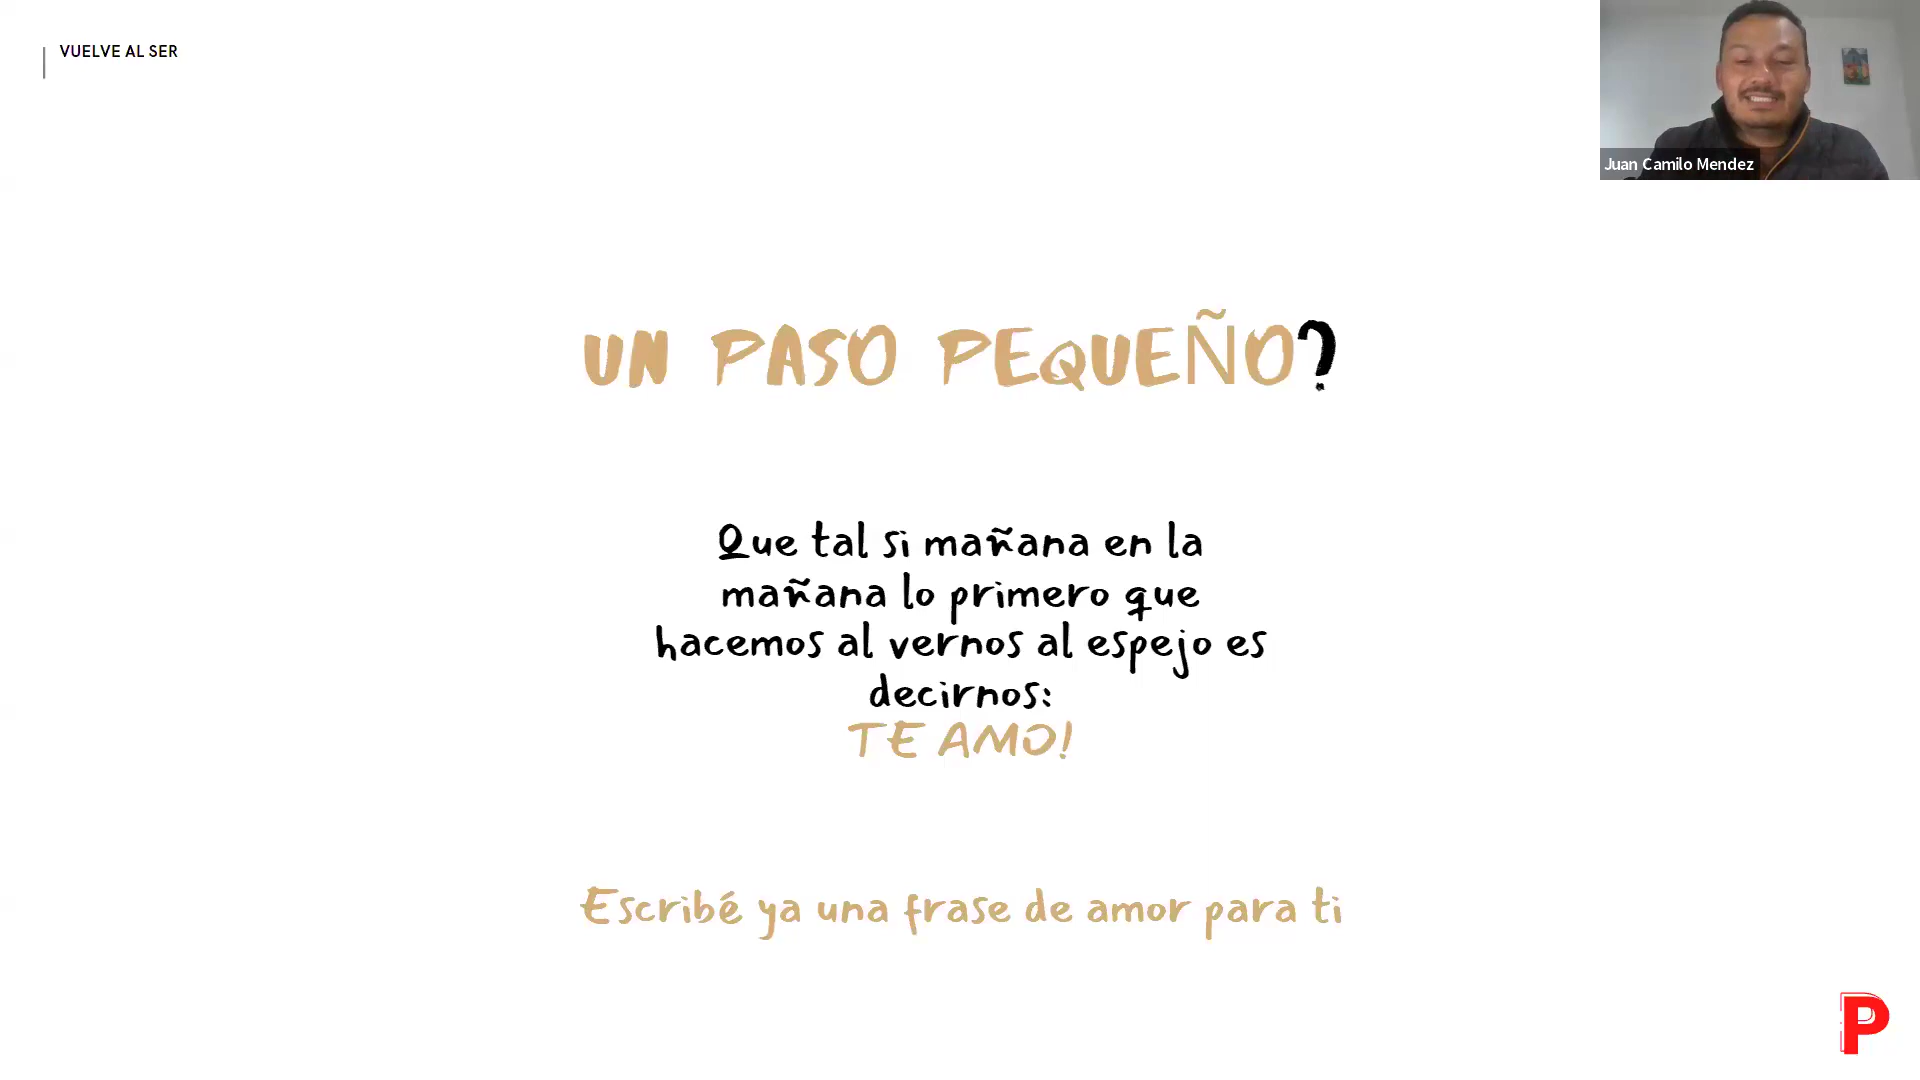 VUELVE AL SER
Juan Camilo Mendez
UN PASO PEQUEÑO?
Que tal si mañana en la
mañana lo primero que
hacemos al vernos al espejo es
decirnos:
TE AMO!
Escribé ya una frase de amor para ti
P